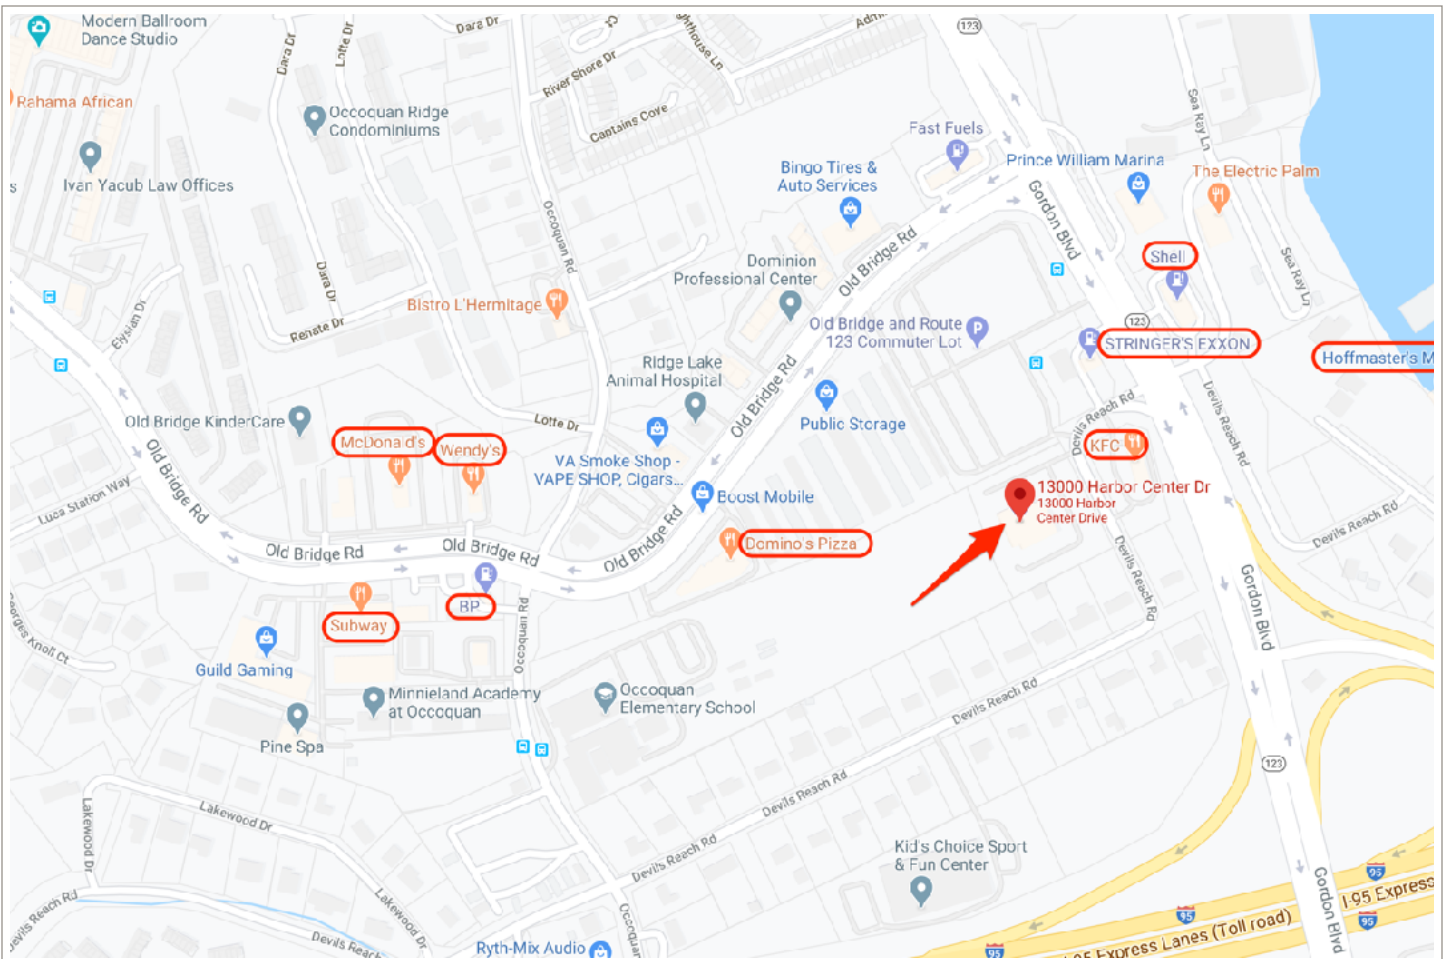 Modern Ballroom
Dance Studio
Dara Dr
Lotte Dr
Dara Dr
River Shore Dr
ghthouse Ln
Admi
123
Rahama African
Occoquan Ridge
Condominiums
Captains Cove
Fast Fuels
Sea Ray Ln
Ivan Yacub Law Offices
s
Bingo Tires &
Auto Services
Prince William Marina
The Electric Palm
Gordon Blvd
Occoquan Rd
Old Bridge Rd
Dominion
Professional Center
Shell
Sea Ray Ln
Dara Dr
Elysian Dr
Renate Dr
Bistro L'Hermitage
Old Bridge and Route
123 Commuter Lot
P
123
STRINGER'S EXXON
Hoffmaster's M
Ridge Lake
Animal Hospital
Old Bridge Rd
Public Storage
Devils Reach Rd
Devils Reach Rd
Old Bridge KinderCare
Lotte Dr
McDonald's
Wendy's
KFC
VA Smoke Shop -
VAPE SHOP, Cigars...
Boost Mobile
13000 Harbor Center Dr
13000 Harbor
Center Drive
Luca Station Way
Old Bridge Rd
Old Bridge Rd
Old Bridge Rd
Old Bridge Rd
Domino's Pizza
Devils Reach Rd
Devils Reach Rd
BP
Subway
Occoquan Rd
Gordon Blvd
Georges Knoll Ct
Guild Gaming
Minnieland Academy
at Occoquan
Occoquan
Elementary School
Devils Reach Rd
Pine Spa
123
Lakewood Dr
Lakewood Dr
Devils Reach Rd
Devils Reach Rd
Kid's Choice Sport
& Fun Center
Lakewood Dr
evils Reach Rd
Devils Reach
Occoquan
Ryth-Mix Audio
95
95
95
95
I-95 Express
I-95 Express Lanes (Toll road)
Gordon Blvd